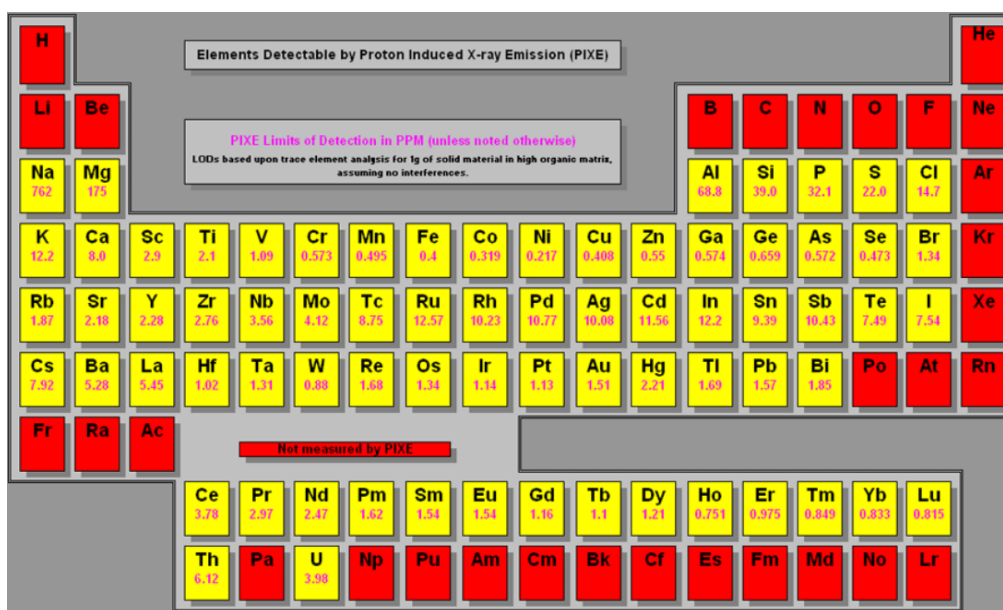 H He
Elements Detectable by Proton Induced X-ray Emission (PIXE)
Li Be B C N O F Ne
PIXE Limits of Detection in PPM (unless noted otherwise)
LODs based upon trace element analysis for 1g of solid material in high organic matrix,
assuming no interferences.
Na Mg Al Si P S Cl Ar
762 175 68.8 39.0 32.1 22.0 14.7
K Ca Sc Ti V Cr Mn Fe Co Ni Cu Zn Ga Ge As Se Br Kr
12.2 8.0 2.9 2.1 1.09 0.573 0.495 0.4 0.319 0.217 0.408 0.55 0.574 0.659 0.572 0.473 1.34
Rb Sr Y Zr Nb Mo Tc Ru Rh Pd Ag Cd In Sn Sb Te I Xe
1.87 2.18 2.28 2.76 3.56 4.12 8.75 12.57 10.23 10.77 10.08 11.56 12.2 9.39 10.43 7.49 7.54
Cs Ba La Hf Ta W Re Os Ir Pt Au Hg Tl Pb Bi Po At Rn
7.92 5.28 5.45 1.02 1.31 0.88 1.68 1.34 1.14 1.13 1.51 2.21 1.69 1.57 1.85
Fr Ra Ac
Not measured by PIXE
Ce Pr Nd Pm Sm Eu Gd Tb Dy Ho Er Tm Yb Lu
3.78 2.97 2.47 1.62 1.54 1.54 1.16 1.1 1.21 0.751 0.975 0.849 0.833 0.815
Th Pa U Np Pu Am Cm Bk Cf Es Fm Md No Lr
6.12 3.98